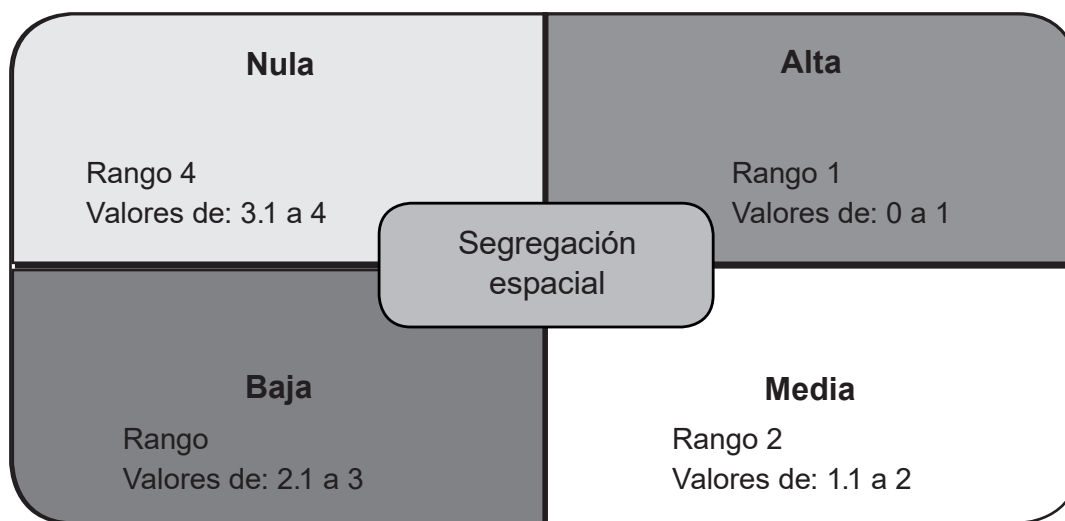 Nula
Rango 4
Valores de: 3.1 a 4
Alta
Rango 1
Valores de: 0 a 1
Segregación
espacial
Baja
Rango
Valores de: 2.1 a 3
Media
Rango 2
Valores de: 1.1 a 2